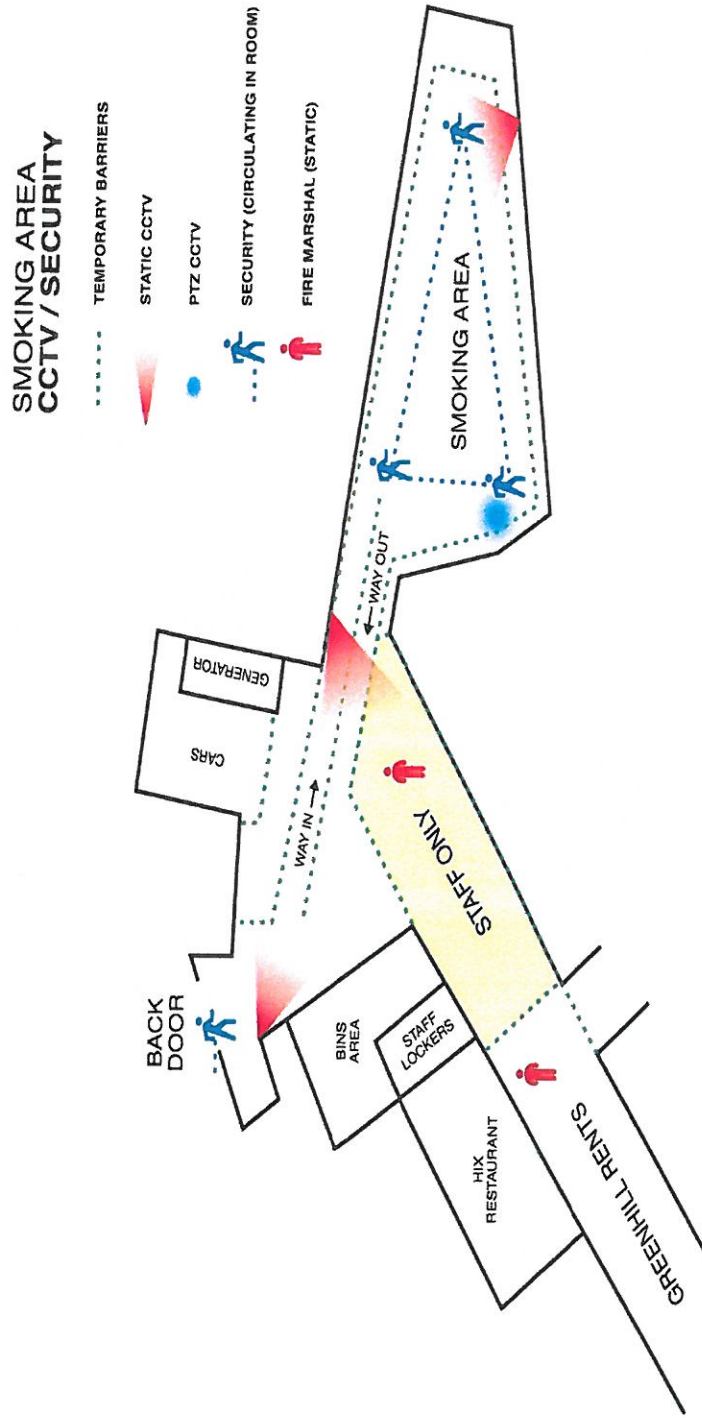 SMOKING AREA
CCTV / SECURITY
TEMPORARY BARRIERS
STATIC CCTV
PTZ CCTV
SECURITY (CIRCULATING IN ROOM)
FIRE MARSHAL (STATIC)
BACK
DOOR
CARS
GENERATOR
WAY IN
WAY OUT
SMOKING AREA
STAFF ONLY
BINS
AREA
STAFF
LOCKERS
HIX
RESTAURANT
GREENHILL RENTS